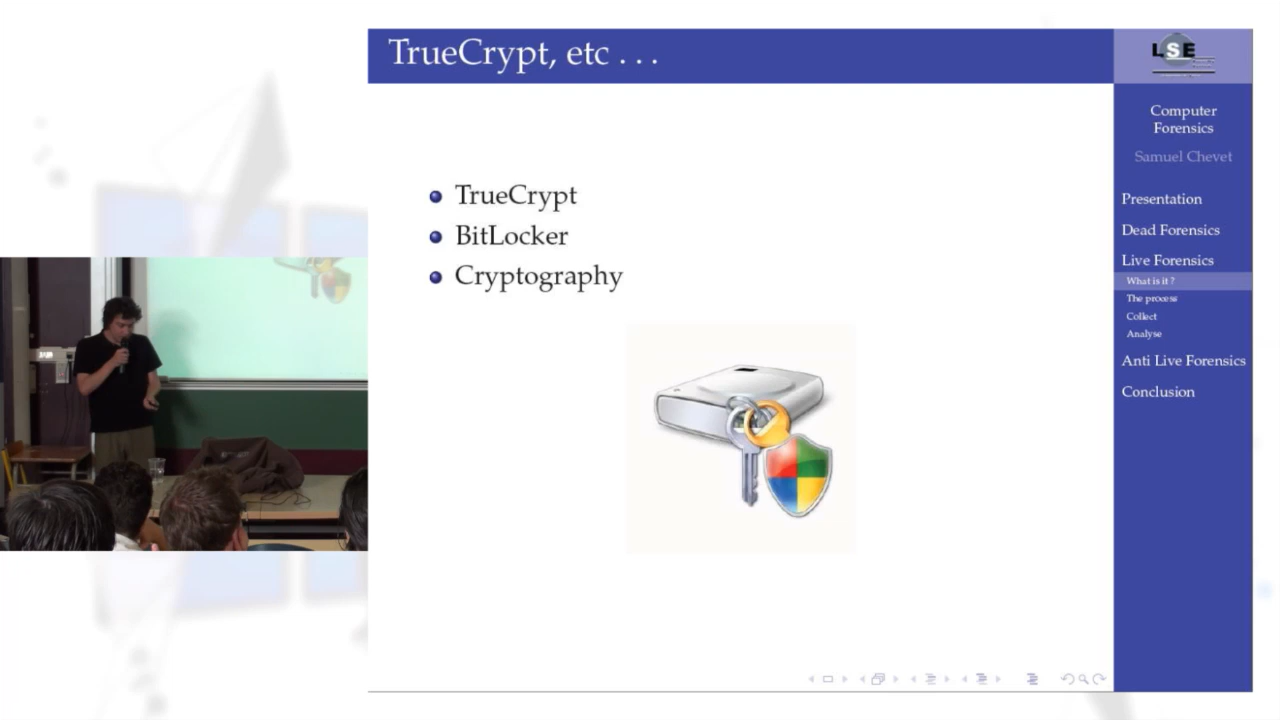 TrueCrypt, etc . . .
TrueCrypt
BitLocker
Cryptography
LSE
Computer
Forensics
Samuel Chevet
Presentation
Dead Forensics
Live Forensics
What is it ?
The process
Collect
Analyse
Anti Live Forensics
Conclusion